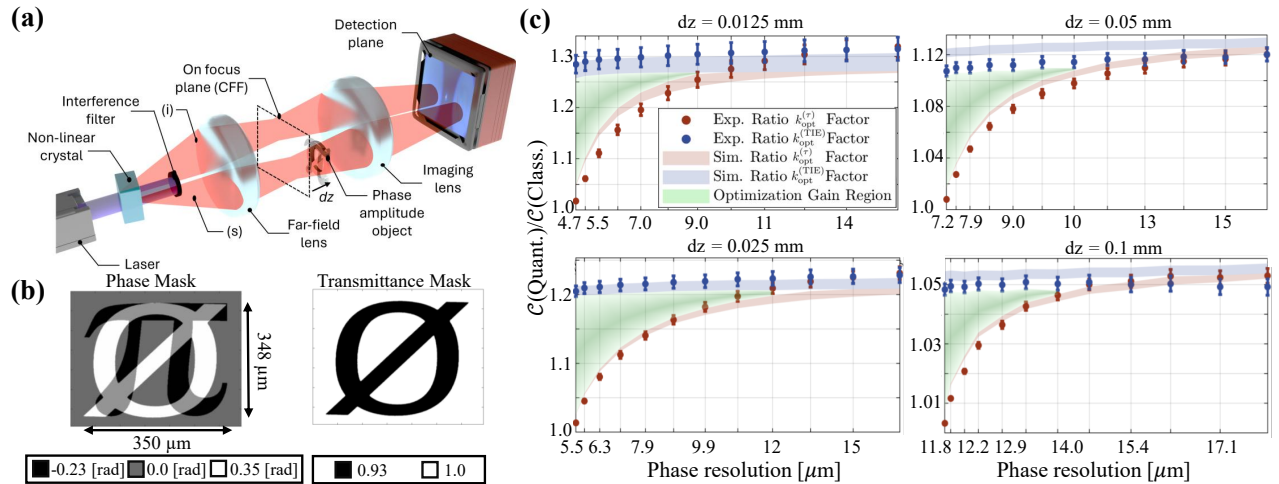 (a)
Detection
plane
On focus
plane (CFF)
Interference
filter
(i)
Non-linear
crystal
(s)
Laser
Far-field
lens
dz
Phase
amplitude
object
Imaging
lens
(b)
Phase Mask
Transmittance Mask
348 μm
350 μm
-0.23 [rad] 0.0 [rad] 0.35 [rad]
0.93 1.0
(c)
𝒞(Quant.)/𝒞(Class.)
dz = 0.0125 mm
1.3
1.2
1.1
1.0
4.7 5.5 7.0 9.0 11 14
Exp. Ratio k_opt^(τ) Factor
Exp. Ratio k_opt^(TIE) Factor
Sim. Ratio k_opt^(τ) Factor
Sim. Ratio k_opt^(TIE) Factor
Optimization Gain Region
dz = 0.05 mm
1.12
1.08
1.04
1.00
7.2 7.9 9.0 10 13 15
dz = 0.025 mm
1.2
1.1
1.0
5.5 6.3 7.9 9.9 12 15
Phase resolution [μm]
dz = 0.1 mm
1.05
1.03
1.01
11.8 12.2 12.9 14.0 15.4 17.1
Phase resolution [μm]